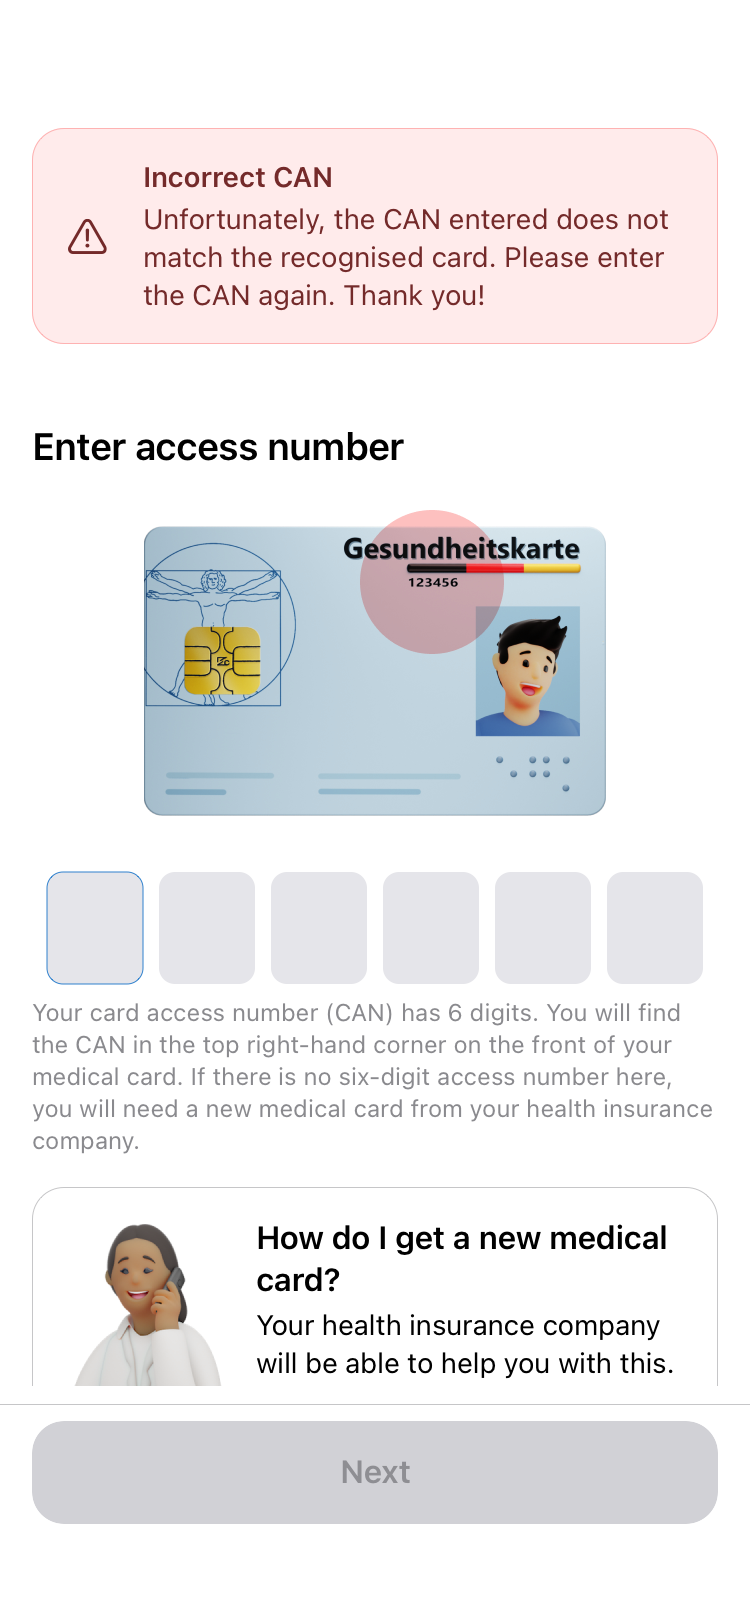 Incorrect CAN
Unfortunately, the CAN entered does not
match the recognised card. Please enter
the CAN again. Thank you!
Enter access number
Gesundheitskarte
123456
Your card access number (CAN) has 6 digits. You will find
the CAN in the top right-hand corner on the front of your
medical card. If there is no six-digit access number here,
you will need a new medical card from your health insurance
company.
How do I get a new medical
card?
Your health insurance company
will be able to help you with this.
Next